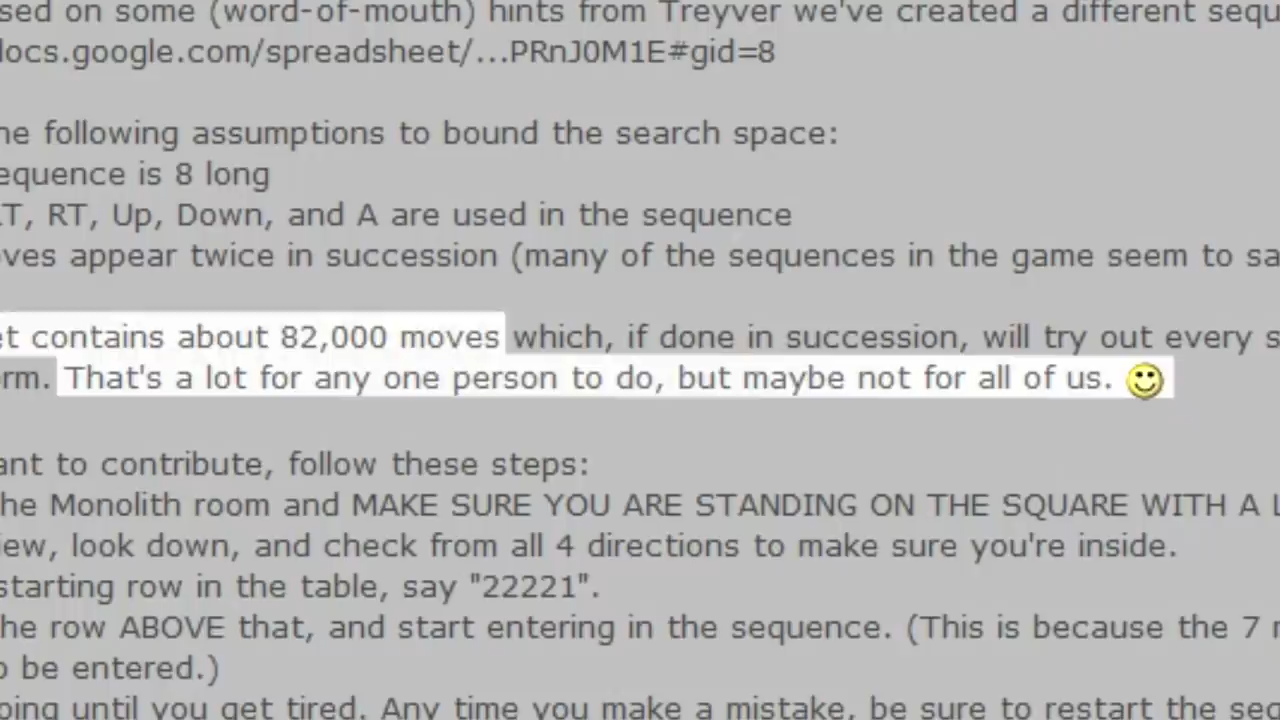 sed on some (word-of-mouth) hints from Treyver we've created a different sequ
docs.google.com/spreadsheet/...PRnJ0M1E#gid=8
he following assumptions to bound the search space:
equence is 8 long
LT, RT, Up, Down, and A are used in the sequence
oves appear twice in succession (many of the sequences in the game seem to sa
et contains about 82,000 moves which, if done in succession, will try out every s
rm. That's a lot for any one person to do, but maybe not for all of us.
ant to contribute, follow these steps:
he Monolith room and MAKE SURE YOU ARE STANDING ON THE SQUARE WITH A L
iew, look down, and check from all 4 directions to make sure you're inside.
starting row in the table, say "22221".
he row ABOVE that, and start entering in the sequence. (This is because the 7 m
o be entered.)
oing until you get tired. Any time you make a mistake, be sure to restart the seq